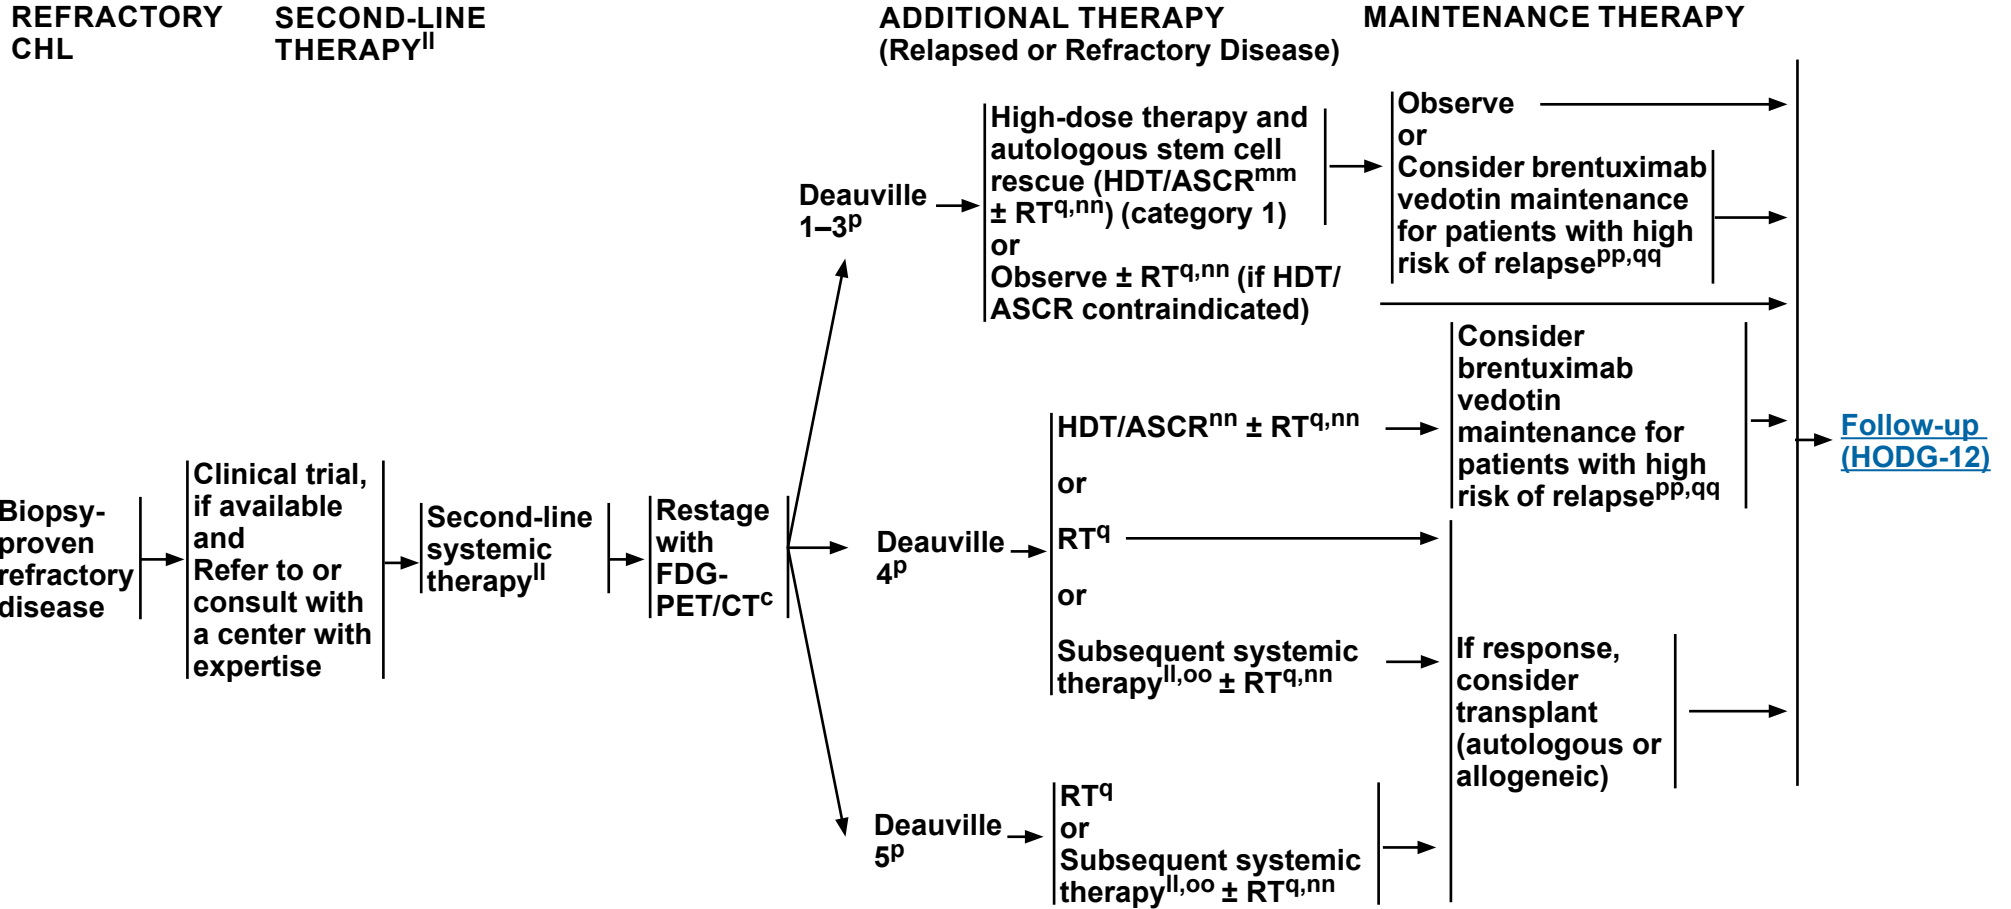 REFRACTORY
CHL
SECOND-LINE
THERAPYll
ADDITIONAL THERAPY
(Relapsed or Refractory Disease)
MAINTENANCE THERAPY
Biopsy-
proven
refractory
disease
Clinical trial,
if available
and
Refer to or
consult with
a center with
expertise
Second-line
systemic
therapyll
Restage
with
FDG-
PET/CTc
Deauville
1–3p
High-dose therapy and
autologous stem cell
rescue (HDT/ASCRmm
± RTq,nn) (category 1)
or
Observe ± RTq,nn (if HDT/
ASCR contraindicated)
Observe
or
Consider brentuximab
vedotin maintenance
for patients with high
risk of relapsepp,qq
Deauville
4p
HDT/ASCRnn ± RTq,nn
or
RTq
or
Subsequent systemic
therapyll,oo ± RTq,nn
Consider
brentuximab
vedotin
maintenance for
patients with high
risk of relapsepp,qq
If response,
consider
transplant
(autologous or
allogeneic)
Deauville
5p
RTq
or
Subsequent systemic
therapyll,oo ± RTq,nn
Follow-up
(HODG-12)